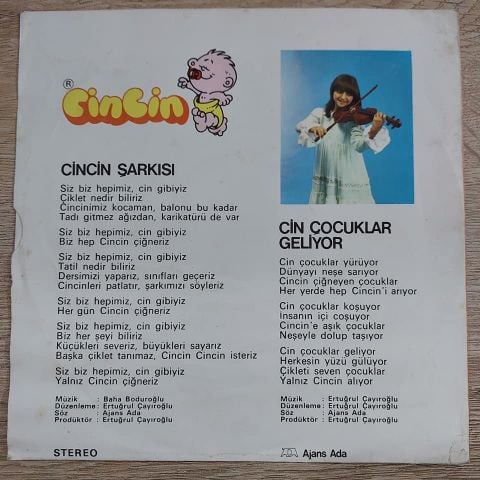 ® CinCin
CİNCİN ŞARKISI
Siz biz hepimiz, cin gibiyiz
Çiklet nedir biliriz
Cincinimiz kocaman, balonu bu kadar
Tadı gitmez ağızdan, karikatürü de var
Siz biz hepimiz, cin gibiyiz
Biz hep Cincin çiğneriz
Siz biz hepimiz, cin gibiyiz
Tatil nedir biliriz
Dersimizi yaparız, sınıfları geçeriz
Cincinleri patlatır, şarkımızı söyleriz
Siz biz hepimiz, cin gibiyiz
Her gün Cincin çiğneriz
Siz biz hepimiz, cin gibiyiz
Biz her şeyi biliriz
Küçükleri severiz, büyükleri sayarız
Başka çiklet tanımaz, Cincin Cincin isteriz
Siz biz hepimiz, cin gibiyiz
Yalnız Cincin çiğneriz
Müzik : Baha Boduroğlu
Düzenleme : Ertuğrul Çayıroğlu
Söz : Ajans Ada
Prodüktör : Ertuğrul Çayıroğlu
STEREO
CİN ÇOCUKLAR
GELİYOR
Cin çocuklar yürüyor
Dünyayı neşe sarıyor
Cincin çiğneyen çocuklar
Her yerde hep Cincin'i arıyor
Cin çocuklar koşuyor
İnsanın içi coşuyor
Cincin'e aşık çocuklar
Neşeyle dolup taşıyor
Cin çocuklar geliyor
Herkesin yüzü gülüyor
Çikleti seven çocuklar
Yalnız Cincin alıyor
Müzik : Ertuğrul Çayıroğlu
Düzenleme : Ertuğrul Çayıroğlu
Söz : Ajans Ada
Prodüktör : Ertuğrul Çayıroğlu
Ajans Ada